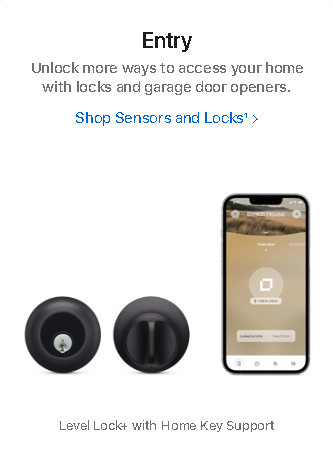 Entry
Unlock more ways to access your home
with locks and garage door openers.
Shop Sensors and Locks¹ >
Level Lock+ with Home Key Support